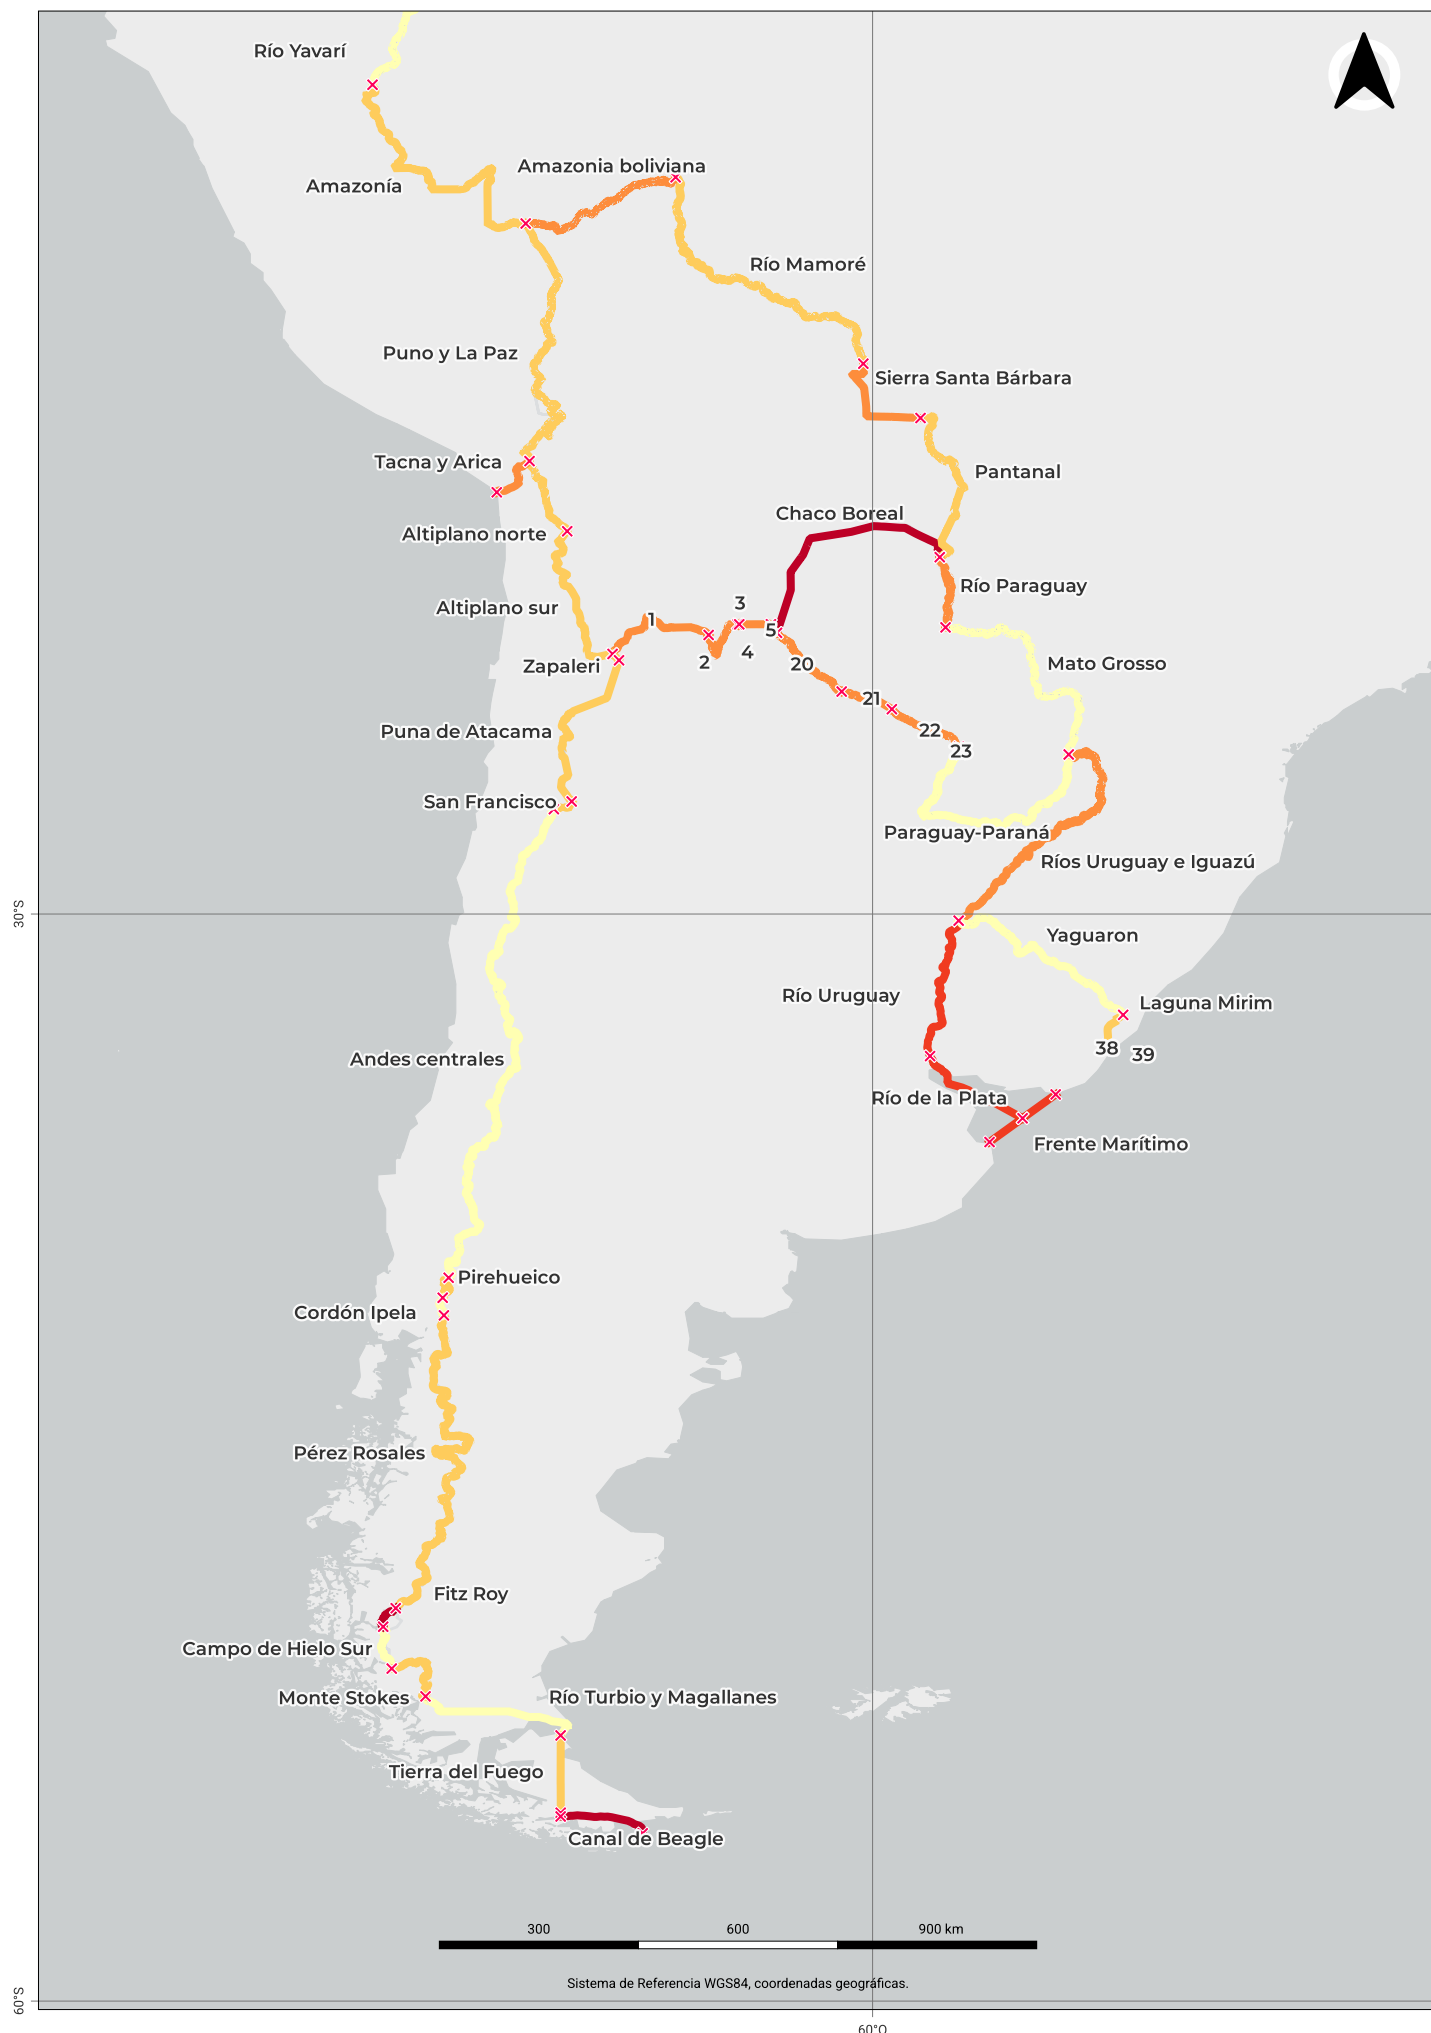 Río Yavarí
Amazonia boliviana
Amazonía
Río Mamoré
Puno y La Paz
Sierra Santa Bárbara
Tacna y Arica
Pantanal
Chaco Boreal
Altiplano norte
Río Paraguay
Altiplano sur
3
1
5
4
2
20
Zapaleri
Mato Grosso
21
Puna de Atacama
22
23
San Francisco
Paraguay-Paraná
Ríos Uruguay e Iguazú
30°S
Yaguaron
Río Uruguay
Laguna Mirim
38
39
Andes centrales
Río de la Plata
Frente Marítimo
Pirehueico
Cordón Ipela
Pérez Rosales
Fitz Roy
Campo de Hielo Sur
Monte Stokes
Río Turbio y Magallanes
Tierra del Fuego
Canal de Beagle
300 600 900 km
Sistema de Referencia WGS84, coordenadas geográficas.
60°S
60°O